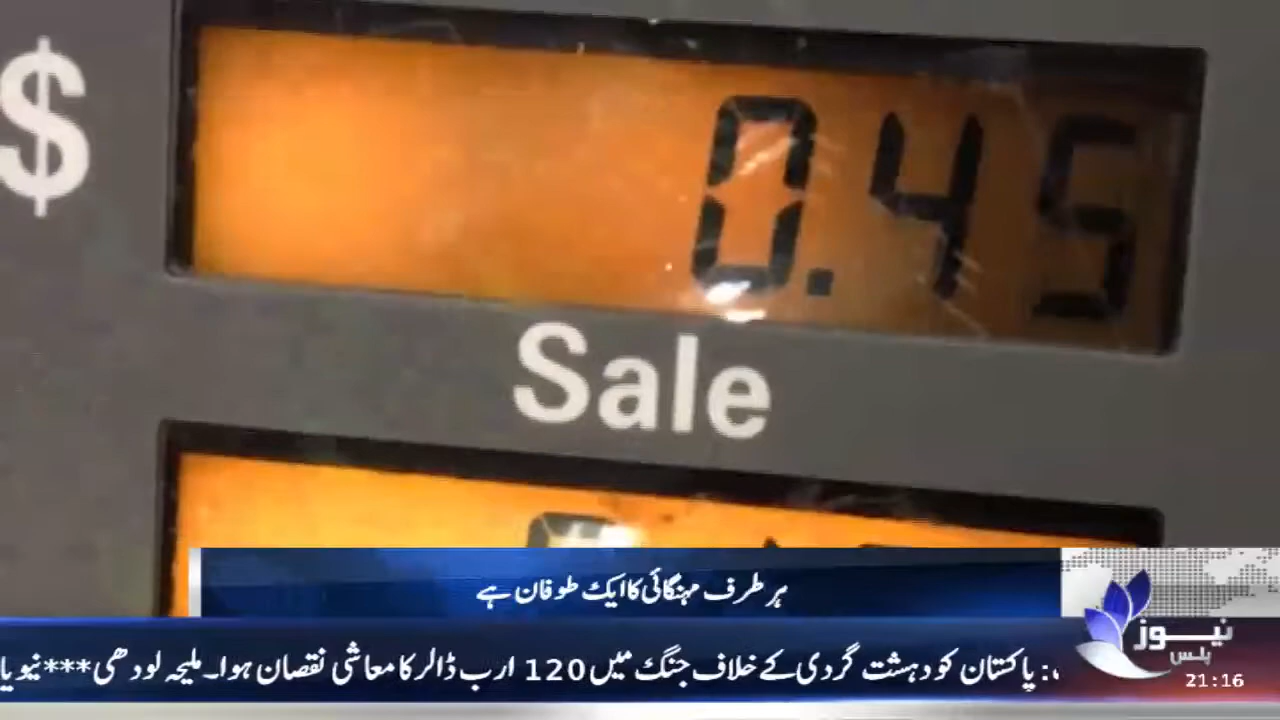 $ 0.45
Sale
ہر طرف مہنگائی کا ایک طوفان ہے
نیوز
پلس
: پاکستان کو دہشت گردی کے خلاف جنگ میں 120 ارب ڈالر کا معاشی نقصان ہوا۔ ملیحہ لودھی***نیویا
21:16